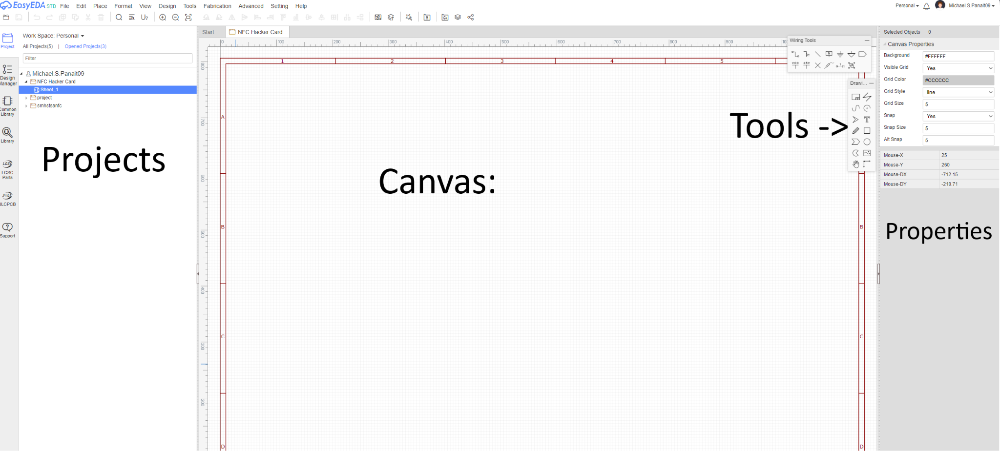 EasyEDA STD File Edit Place Format View Design Tools Fabrication Advanced Setting Help
Personal Michael.S.Panait09
Project
Design Manager
Common Library
Library
LCSC
LCSC Parts
JLCPCB
Support
Work Space: Personal
All Projects(5) | Opened Projects(3)
Filter
Michael.S.Panait09
NFC Hacker Card
Sheet_1
project
smhstsanfc
Projects
Start NFC Hacker Card
0 100 200 300 400 500 600 700 800 900
1 2 3 4 5
800
700
600
500
400
300
200
A
B
C
D
B
C
D
Canvas:
Tools ->
Wiring Tools
N
VCC +5V
Drawi...
Selected Objects 0
Canvas Properties
Background #FFFFFF
Visible Grid Yes
Grid Color #CCCCCC
Grid Style line
Grid Size 5
Snap Yes
Snap Size 5
Alt Snap 5
Mouse-X 25
Mouse-Y 260
Mouse-DX -712.15
Mouse-DY -210.71
Properties